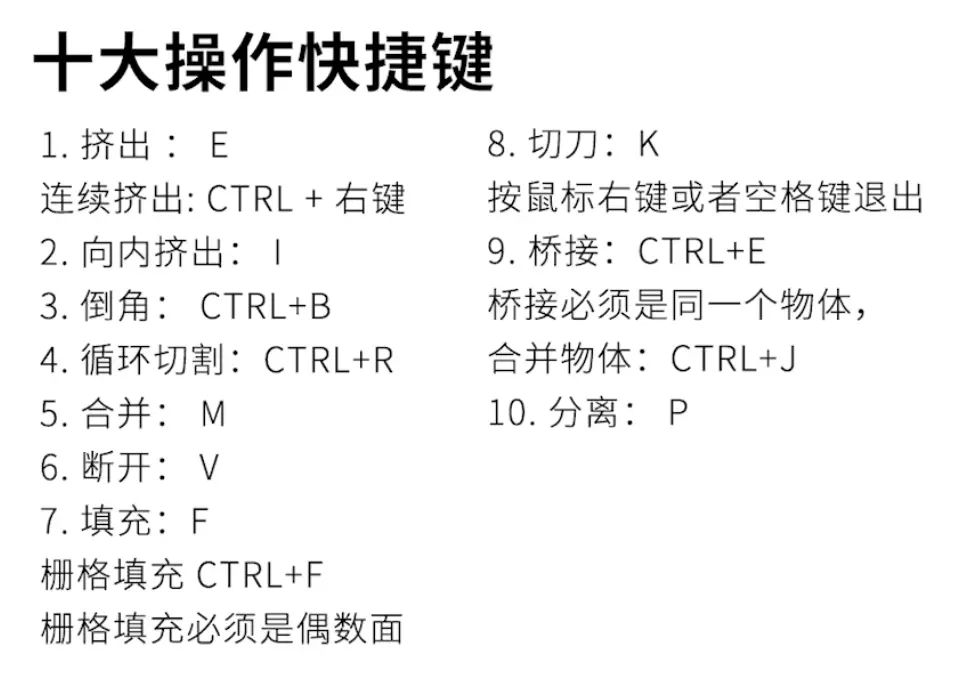 十大操作快捷键
1. 挤出： E
连续挤出: CTRL + 右键
2. 向内挤出： I
3. 倒角： CTRL+B
4. 循环切割：CTRL+R
5. 合并： M
6. 断开： V
7. 填充：F
栅格填充 CTRL+F
栅格填充必须是偶数面
8. 切刀：K
按鼠标右键或者空格键退出
9. 桥接：CTRL+E
桥接必须是同一个物体，
合并物体：CTRL+J
10. 分离： P